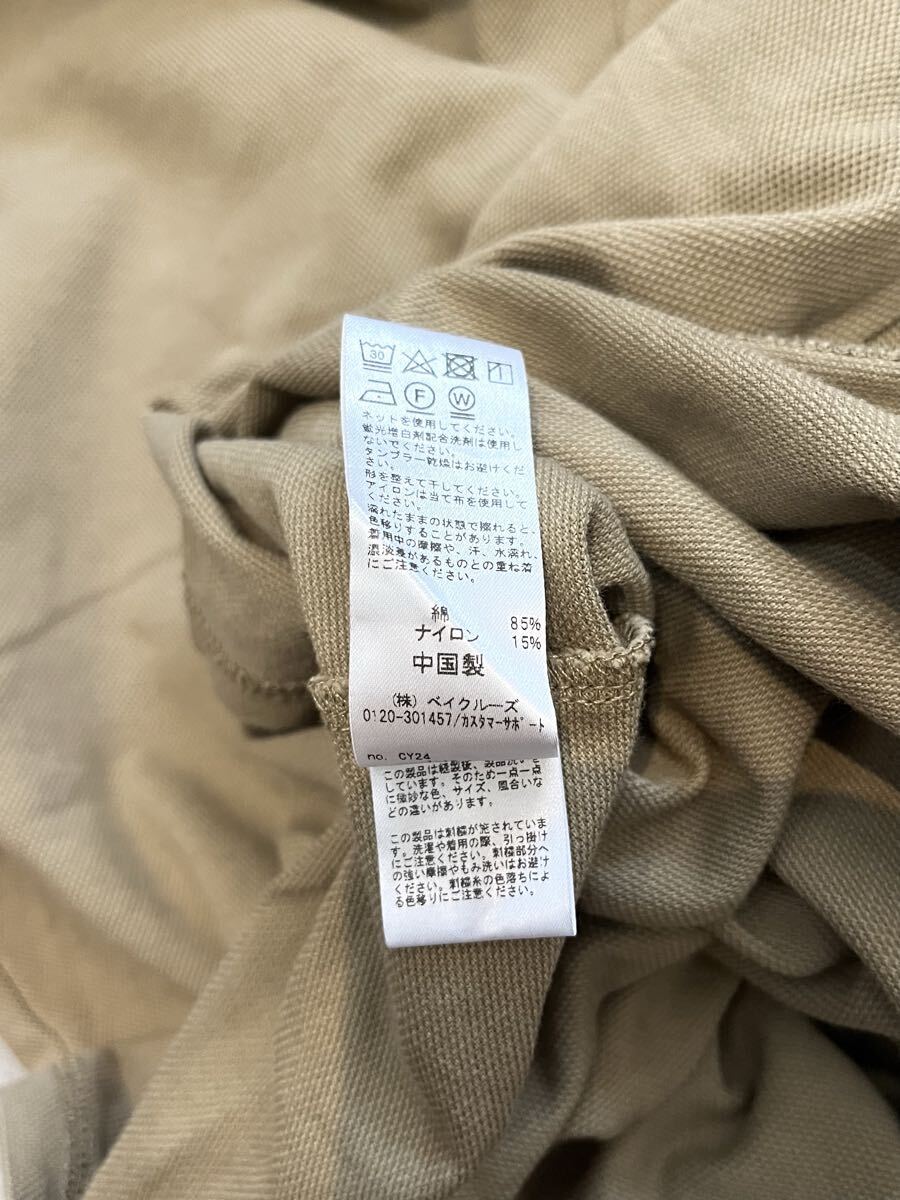 30
F W
ネットを使用してください。
蛍光増白剤配合洗剤は使用し
ないでください。
タンブラー乾燥はお避けくだ
さい。
形を整えて干してください。
アイロンは当て布を使用して
ください。
濡れたままの状態で擦れると、
色移りすることがあります。
着用中の摩擦や、汗、水濡れ、
濃淡差があるものとの重ね着
にご注意ください。
綿 85%
ナイロン 15%
中国製
(株) ベイクルーズ
0120-301457/カスタマーサポート
no. CY24
この製品は縫製後、製品洗いを
しています。そのため一点一点
に微妙な色、サイズ、風合いな
どの違いがあります。
この製品は刺繍が施されていま
す。洗濯や着用の際、引っ掛け
にご注意ください。刺繍部分へ
の強い摩擦やもみ洗いはお避け
ください。刺繍糸の色落ちによ
る色移りにご注意ください。